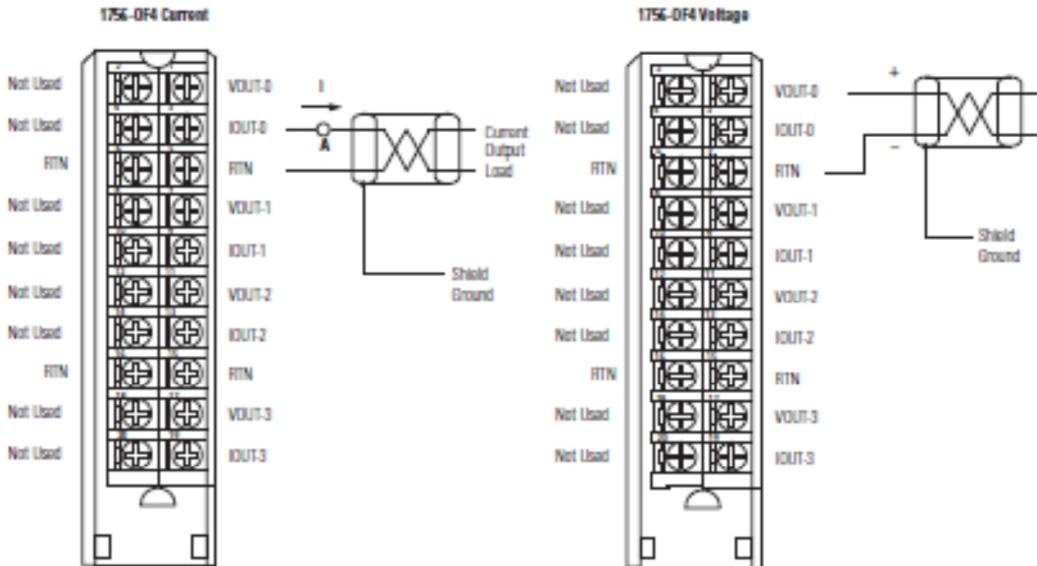 1756-OF4 Current
Not Used
VOUT-0
Not Used
IOUT-0
RTN
RTN
Not Used
VOUT-1
Not Used
IOUT-1
Not Used
VOUT-2
Not Used
IOUT-2
RTN
RTN
Not Used
VOUT-3
Not Used
IOUT-3
I
A
Current
Output
Load
Shield
Ground
1756-OF4 Voltage
Not Used
VOUT-0
Not Used
IOUT-0
RTN
RTN
Not Used
VOUT-1
Not Used
IOUT-1
Not Used
VOUT-2
Not Used
IOUT-2
RTN
RTN
Not Used
VOUT-3
Not Used
IOUT-3
+
–
Shield
Ground